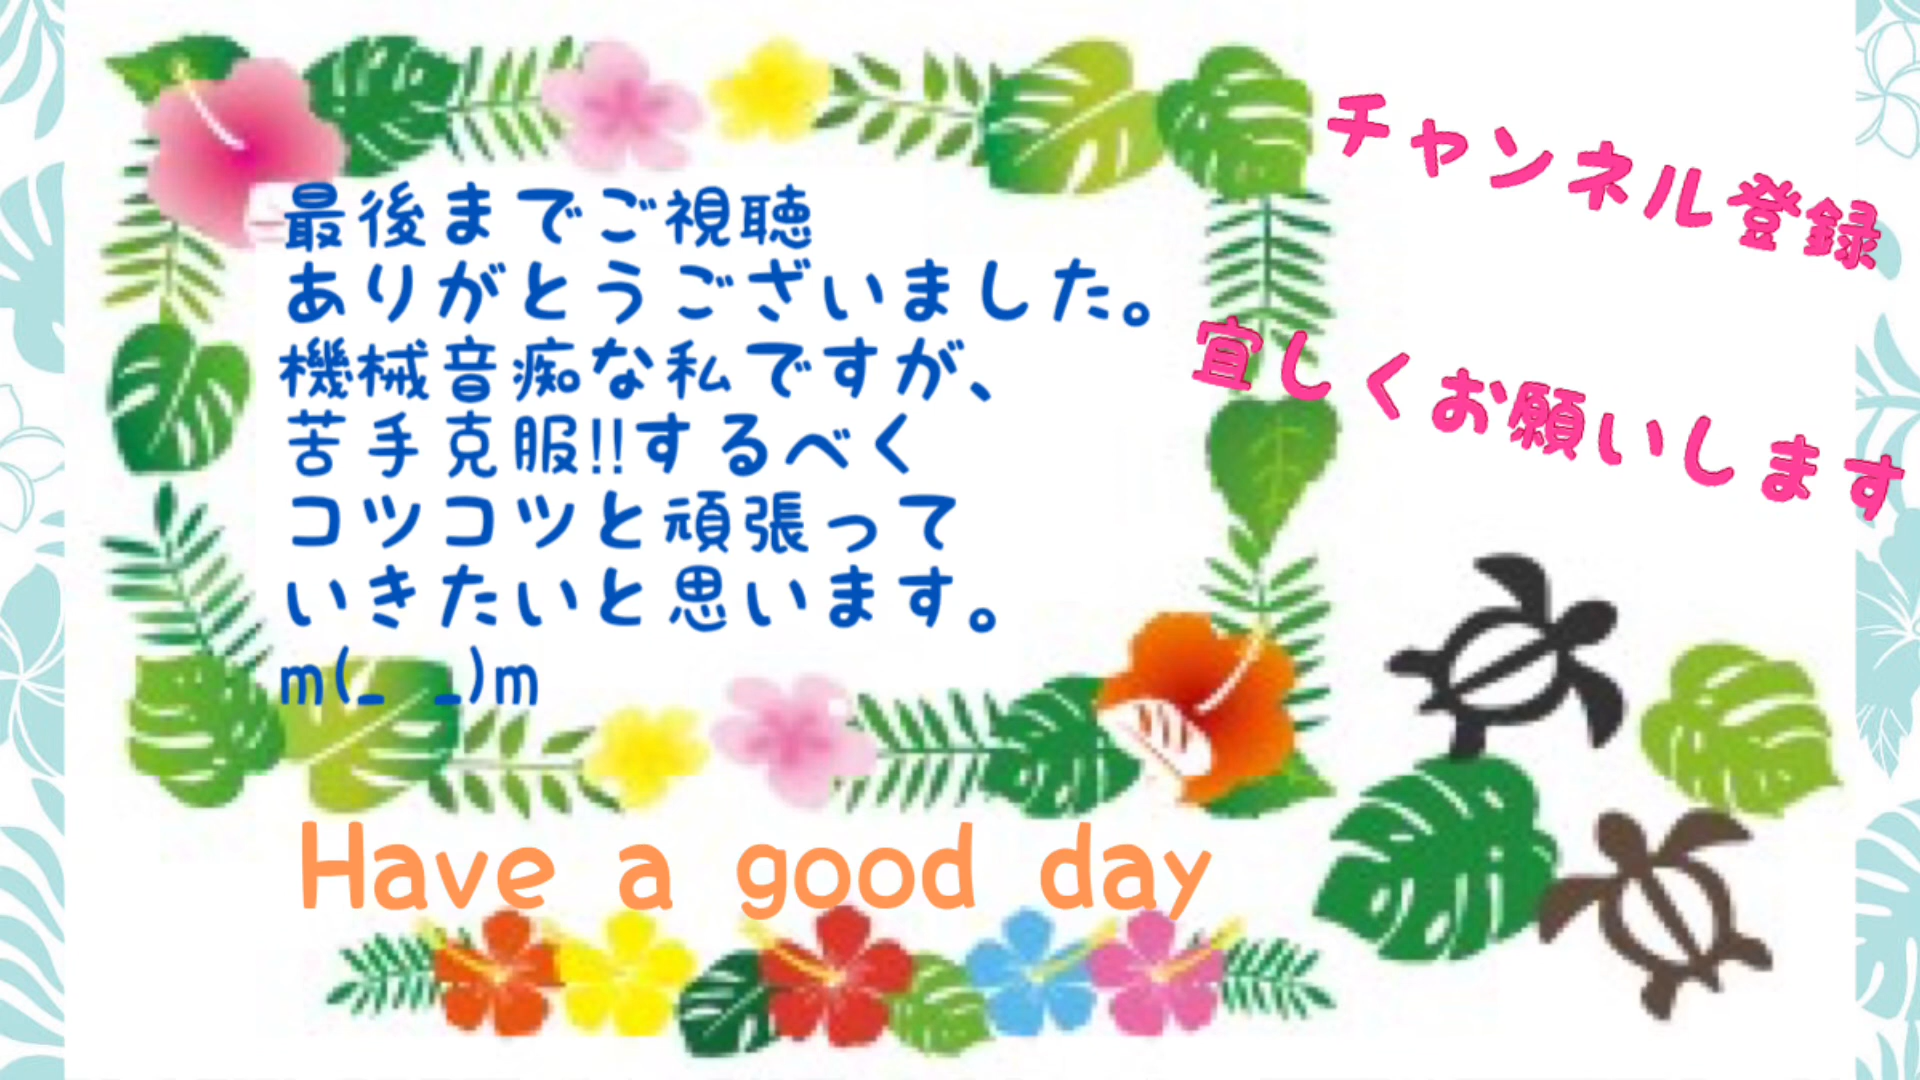 最後までご視聴
ありがとうございました。
機械音痴な私ですが、
苦手克服!!するべく
コツコツと頑張って
いきたいと思います。
m(_ _)m
チャンネル登録
宜しくお願いします
Have a good day